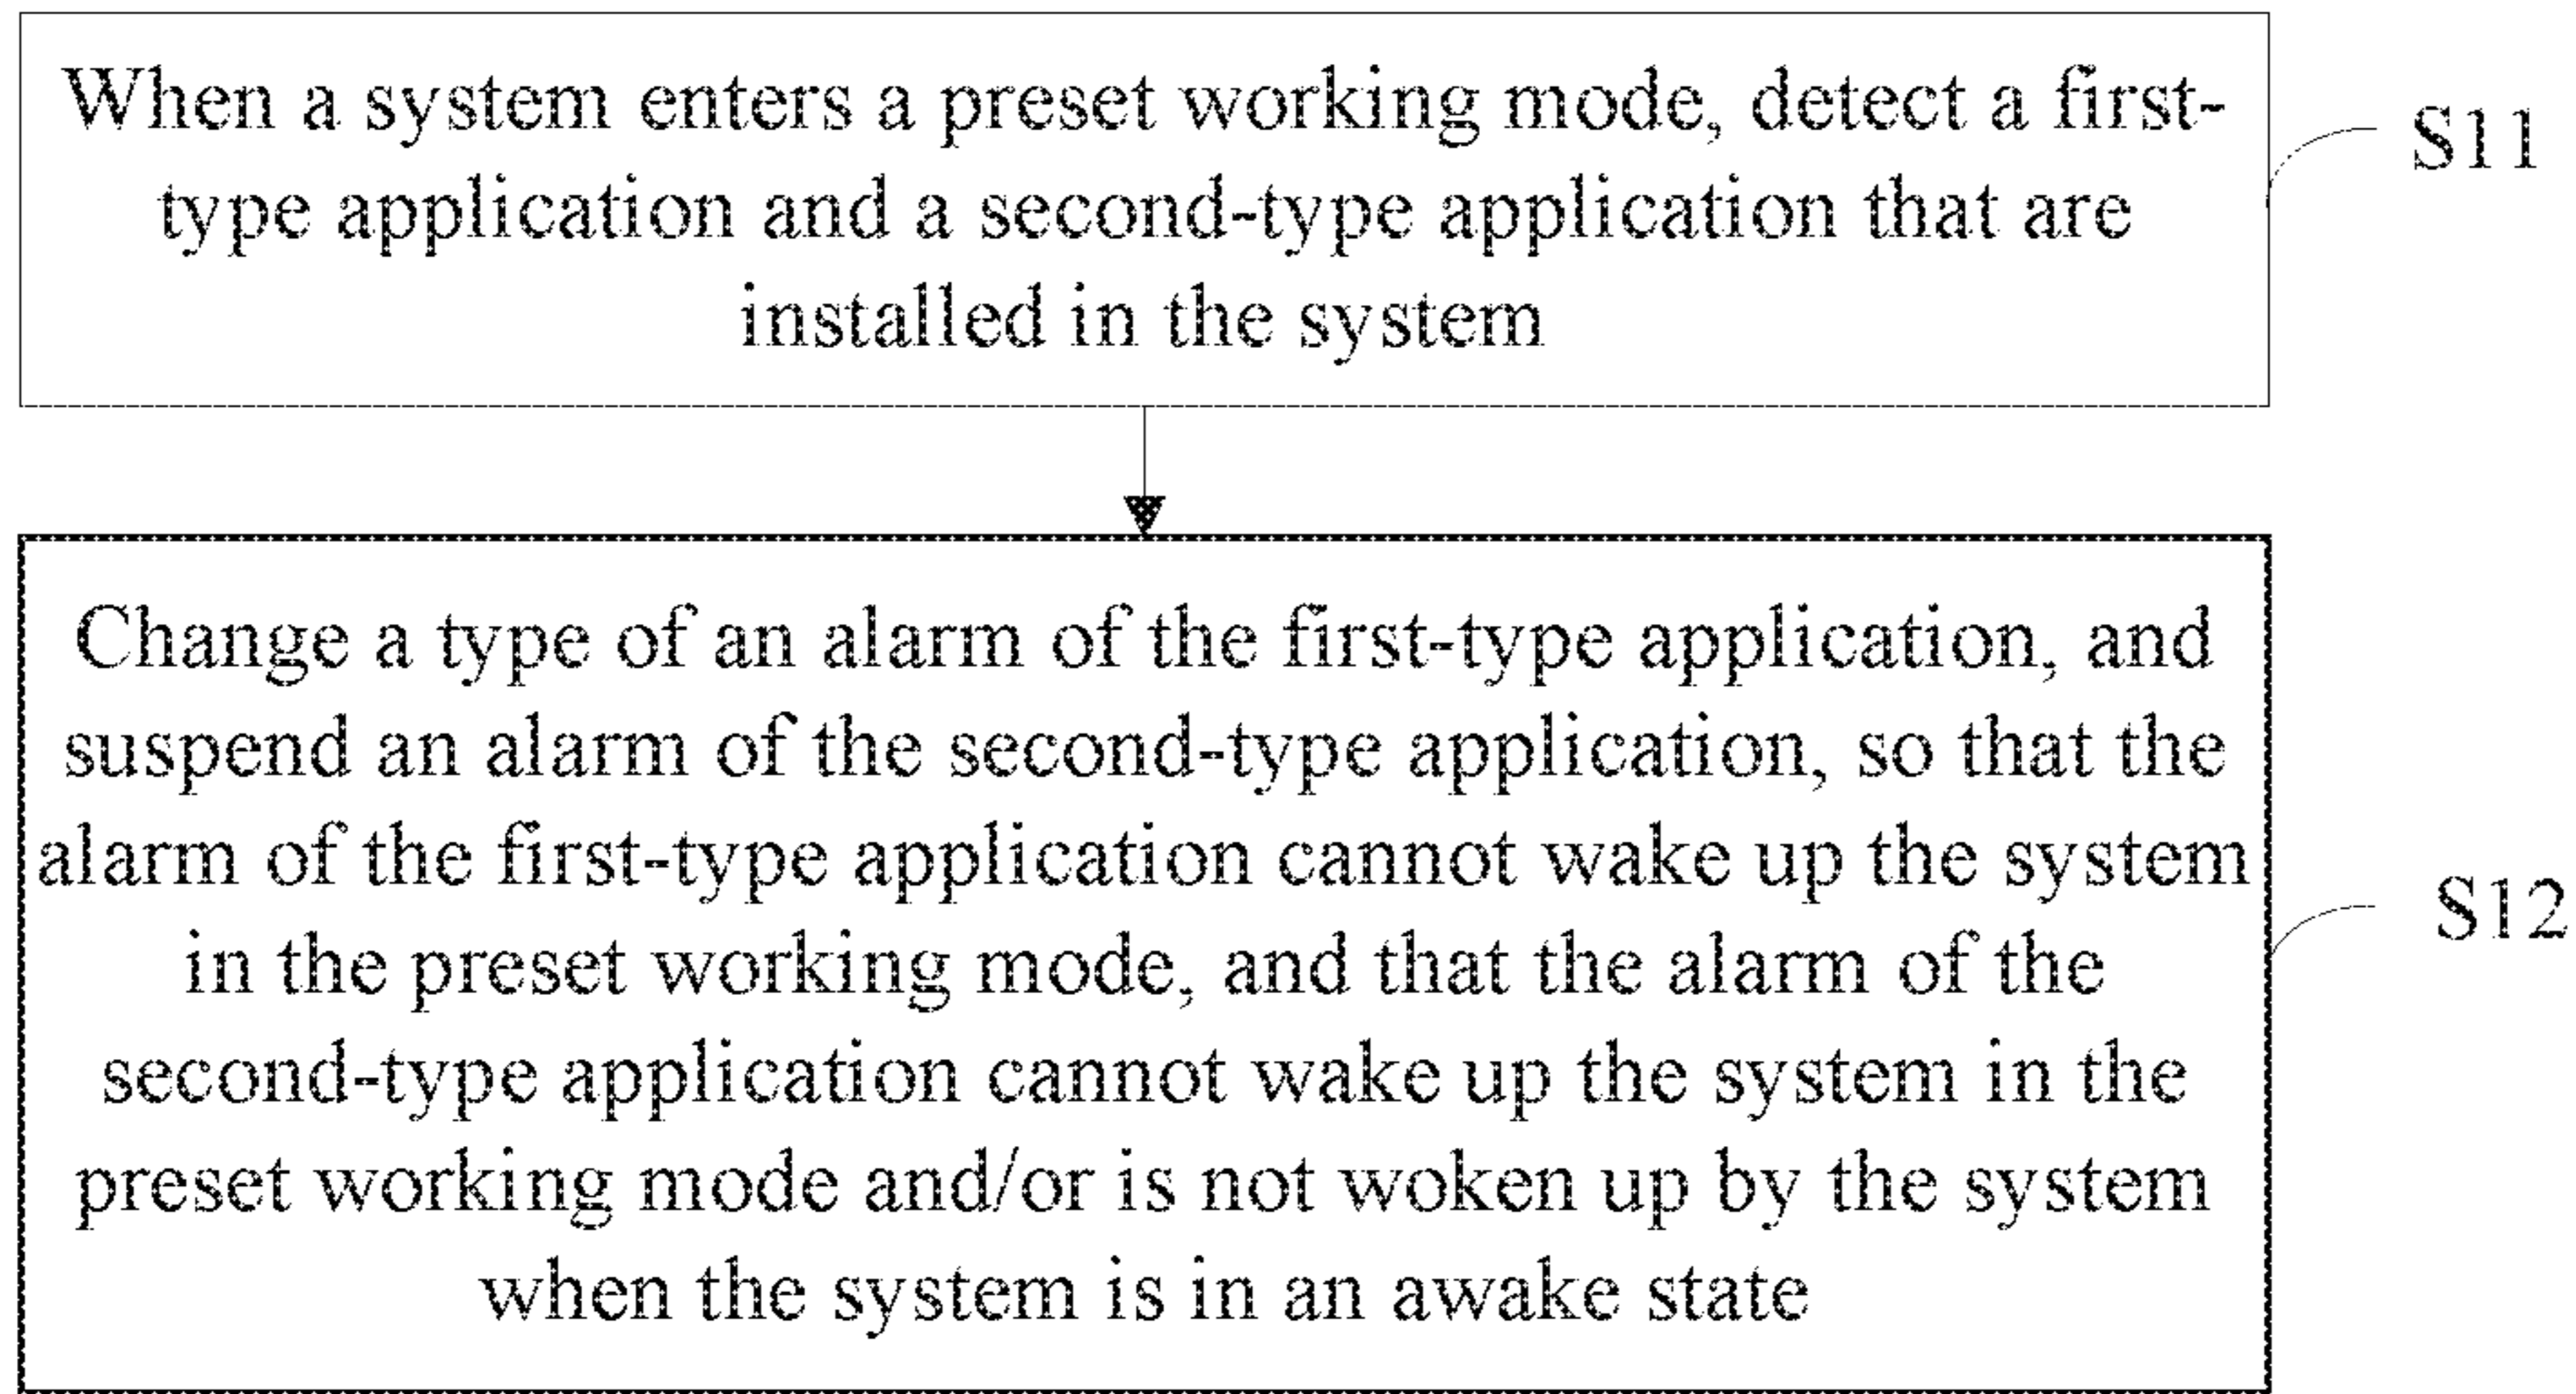 When a system enters a preset working mode, detect a first-
type application and a second-type application that are
installed in the system
S11
Change a type of an alarm of the first-type application, and
suspend an alarm of the second-type application, so that the
alarm of the first-type application cannot wake up the system
in the preset working mode, and that the alarm of the
second-type application cannot wake up the system in the
preset working mode and/or is not woken up by the system
when the system is in an awake state
S12